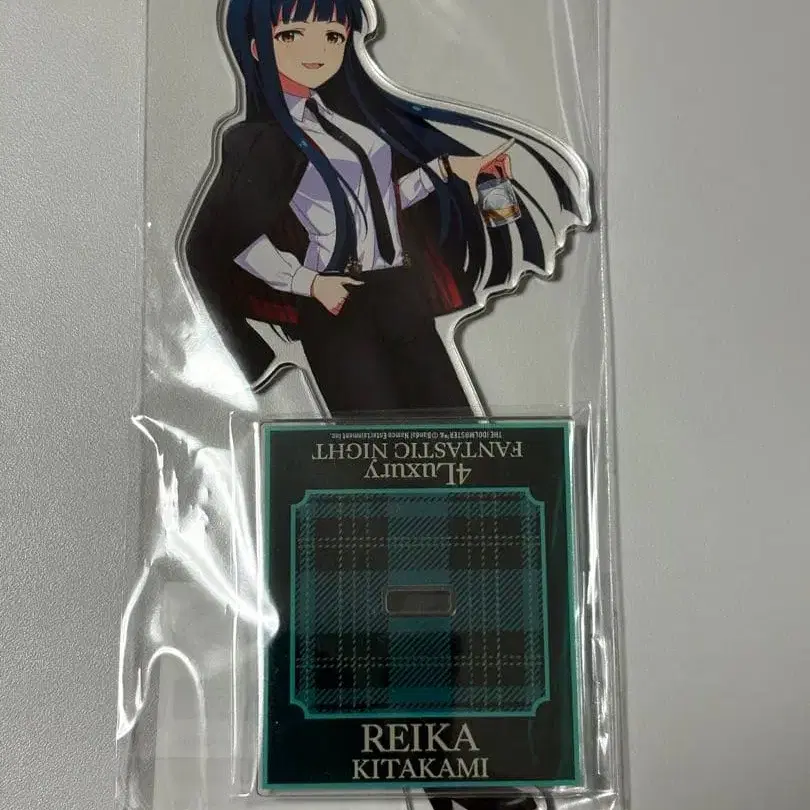 THE IDOLM@STER™& ©Bandai Namco Entertainment Inc.
4Luxury
FANTASTIC NIGHT
REIKA
KITAKAMI